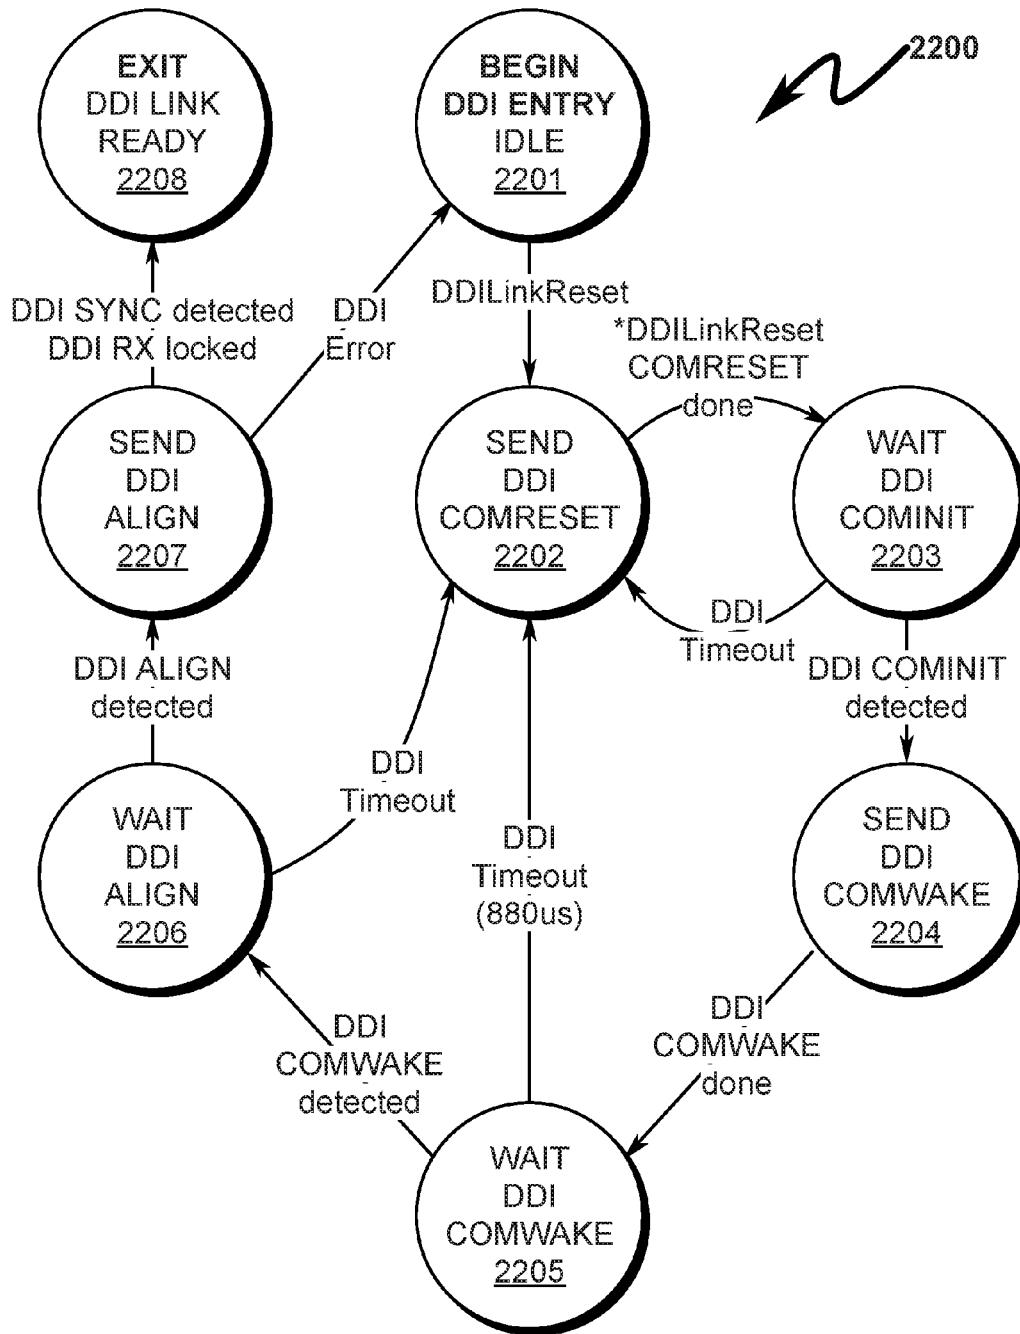 2200
EXIT
DDI LINK
READY
2208
BEGIN
DDI ENTRY
IDLE
2201
DDI SYNC detected
DDI RX locked
DDI
Error
DDILinkReset
*DDILinkReset
COMRESET
done
SEND
DDI
ALIGN
2207
SEND
DDI
COMRESET
2202
WAIT
DDI
COMINIT
2203
DDI
Timeout
DDI ALIGN
detected
DDI COMINIT
detected
DDI
Timeout
WAIT
DDI
ALIGN
2206
DDI
Timeout
(880us)
SEND
DDI
COMWAKE
2204
DDI
COMWAKE
detected
DDI
COMWAKE
done
WAIT
DDI
COMWAKE
2205